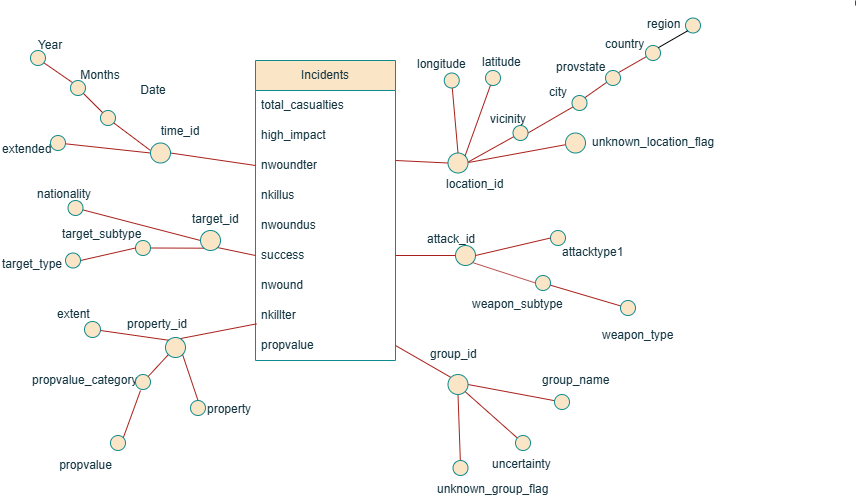 region
Year
country
longitude
latitude
Months
Incidents
provstate
Date
city
total_casualties
vicinity
time_id
high_impact
extended
unknown_location_flag
nwoundter
location_id
nationality
nkillus
target_id
nwoundus
target_subtype
attack_id
success
attacktype1
target_type
nwound
weapon_subtype
extent
property_id
nkillter
weapon_type
propvalue
group_id
propvalue_category
group_name
property
propvalue
uncertainty
unknown_group_flag